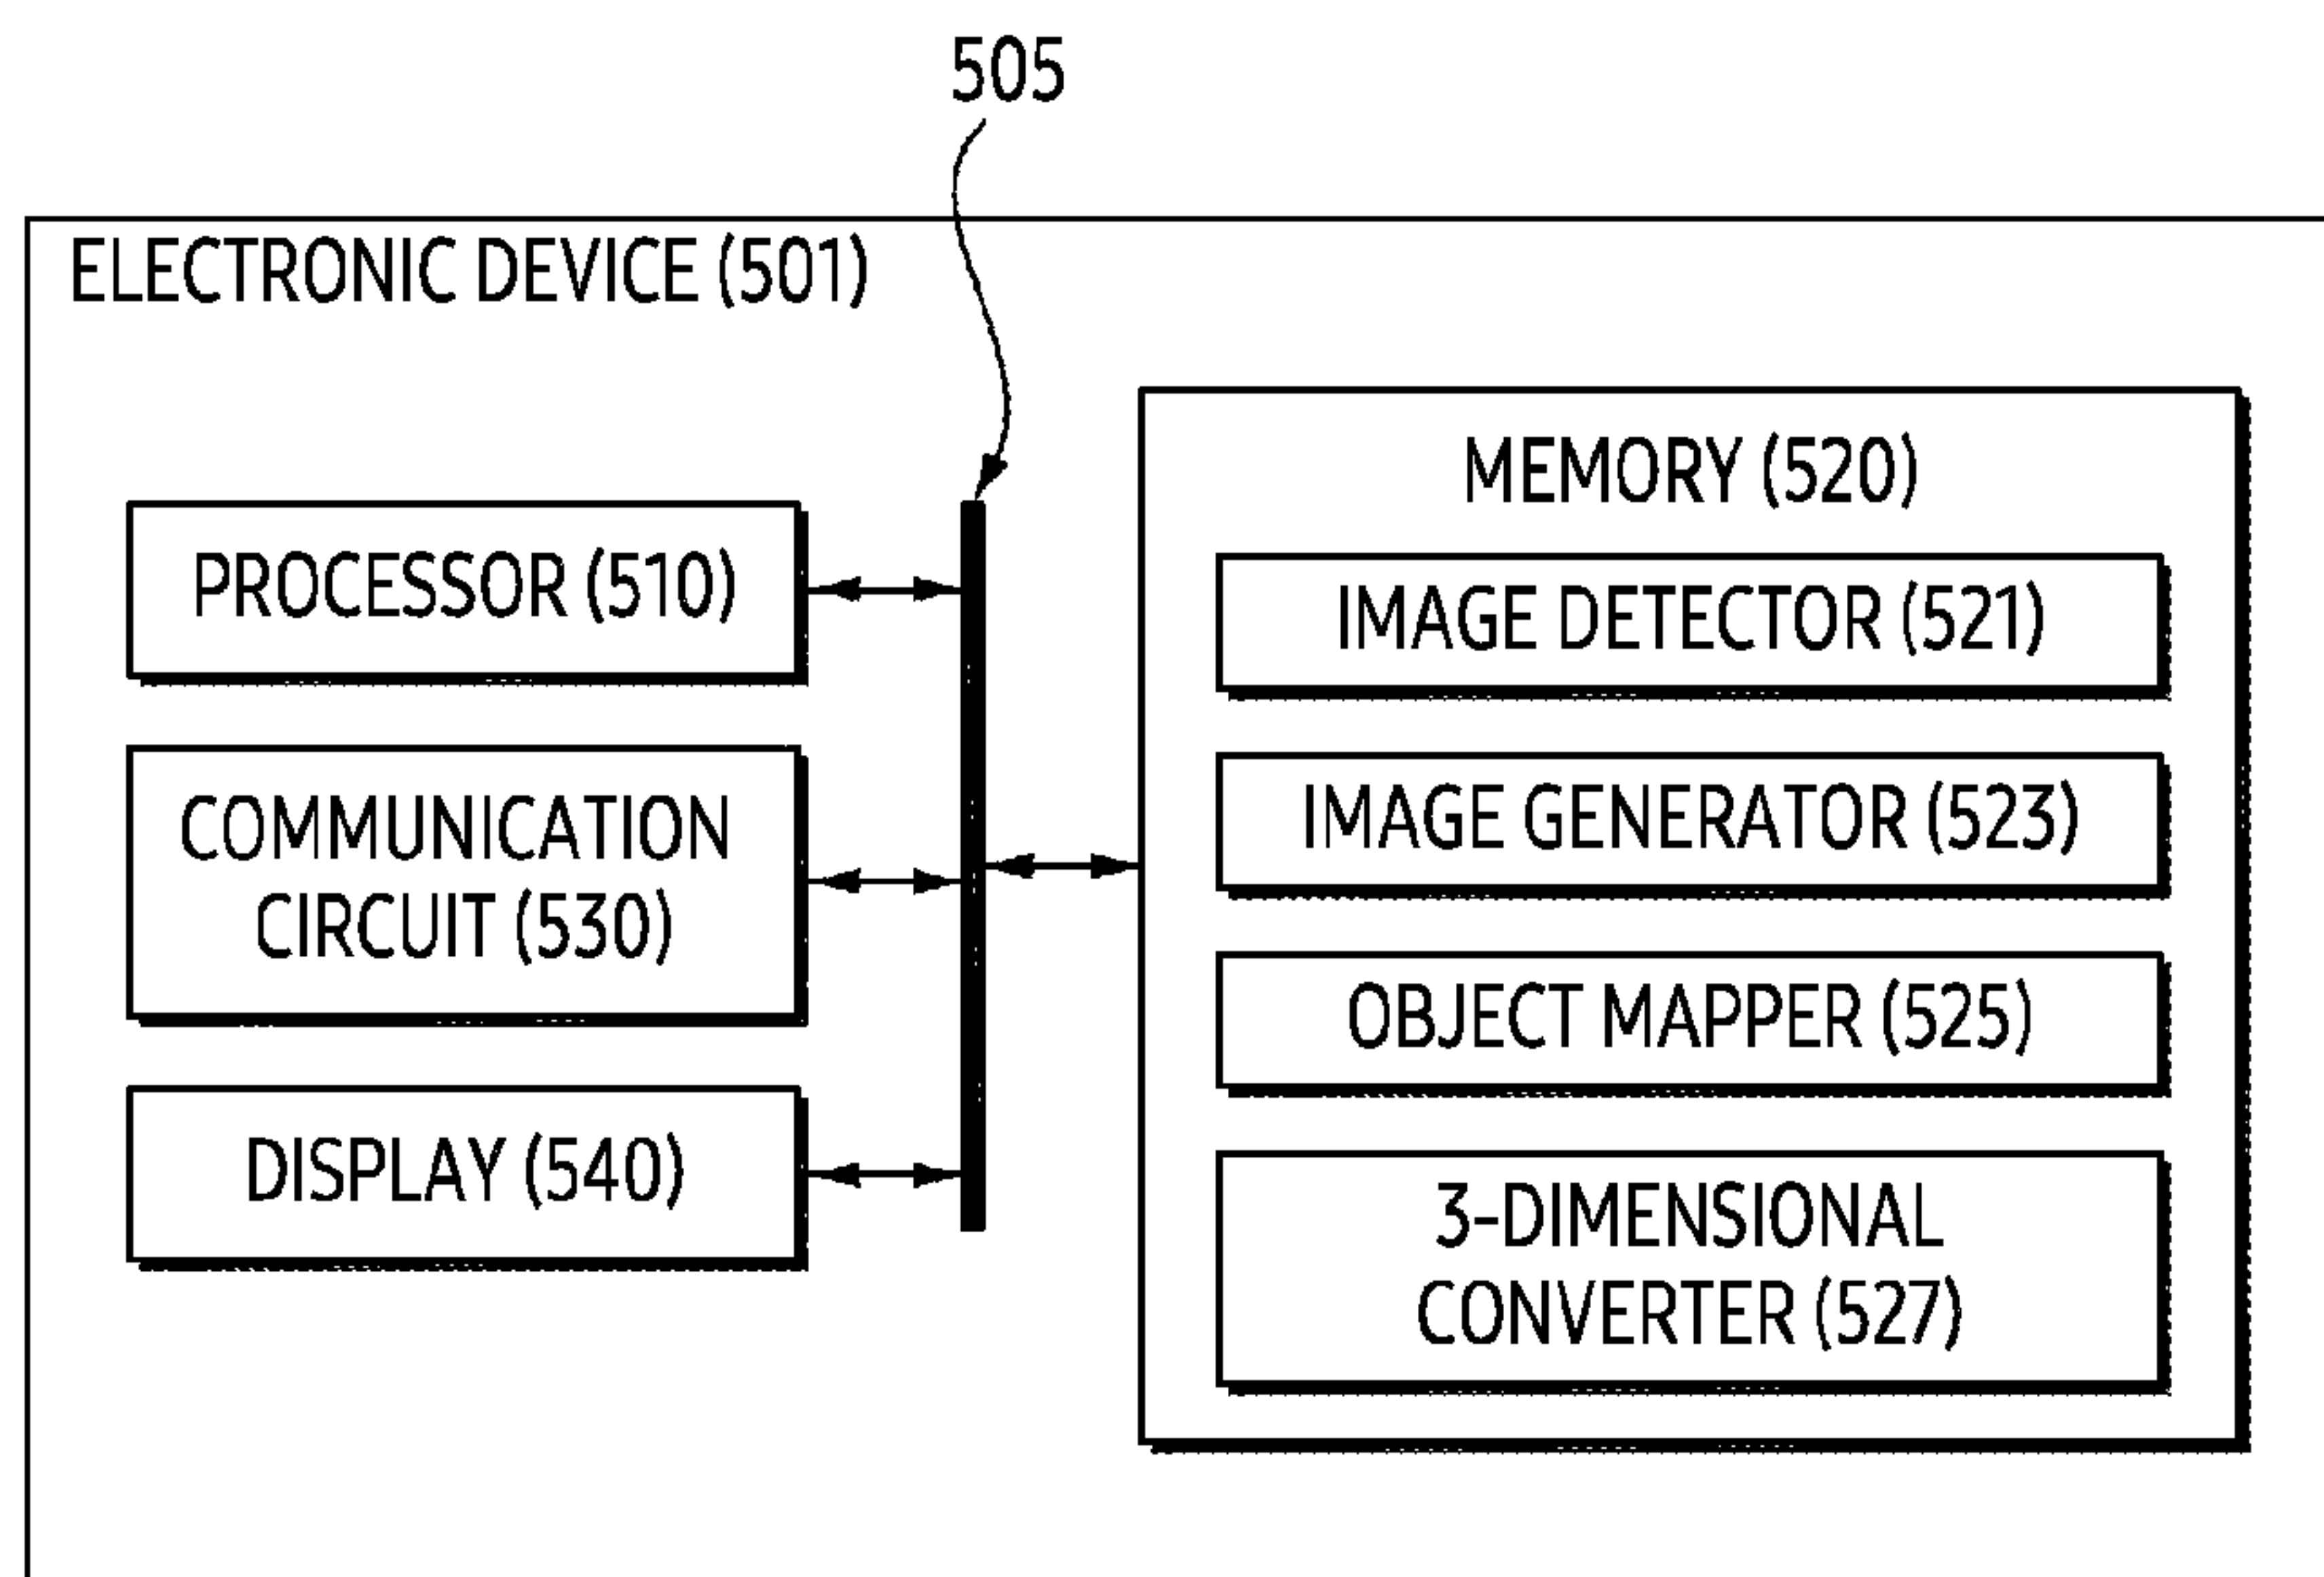 505
ELECTRONIC DEVICE (501)
PROCESSOR (510)
COMMUNICATION
CIRCUIT (530)
DISPLAY (540)
MEMORY (520)
IMAGE DETECTOR (521)
IMAGE GENERATOR (523)
OBJECT MAPPER (525)
3-DIMENSIONAL
CONVERTER (527)